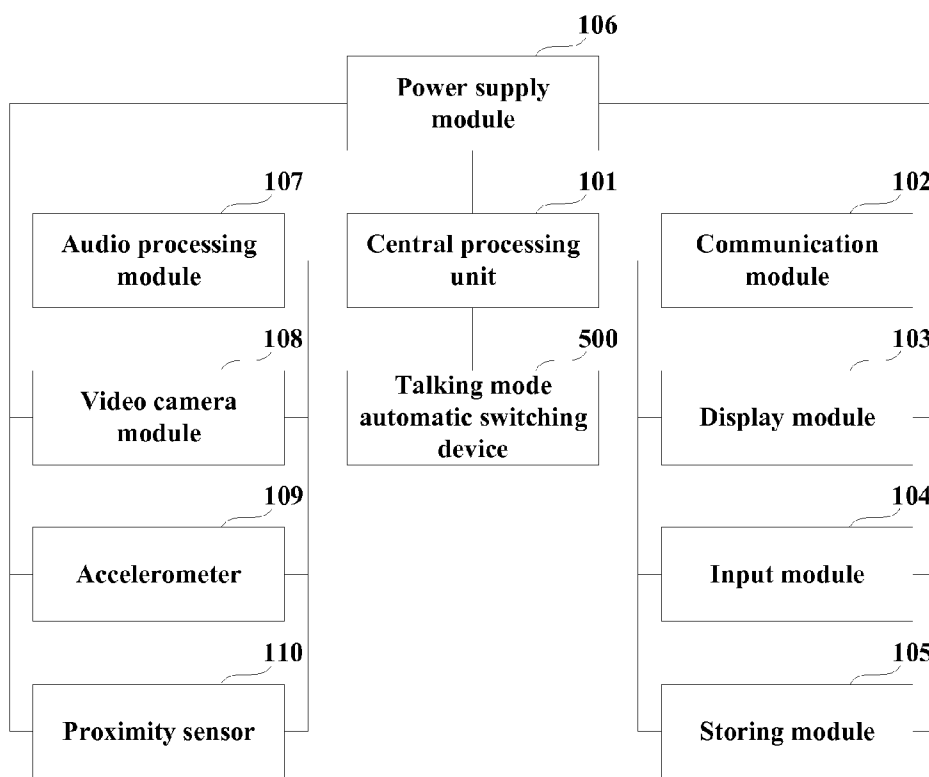 106
Power supply
module
107
101
102
Audio processing
module
Central processing
unit
Communication
module
108
500
103
Video camera
module
Talking mode
automatic switching
device
Display module
109
104
Accelerometer
Input module
110
105
Proximity sensor
Storing module